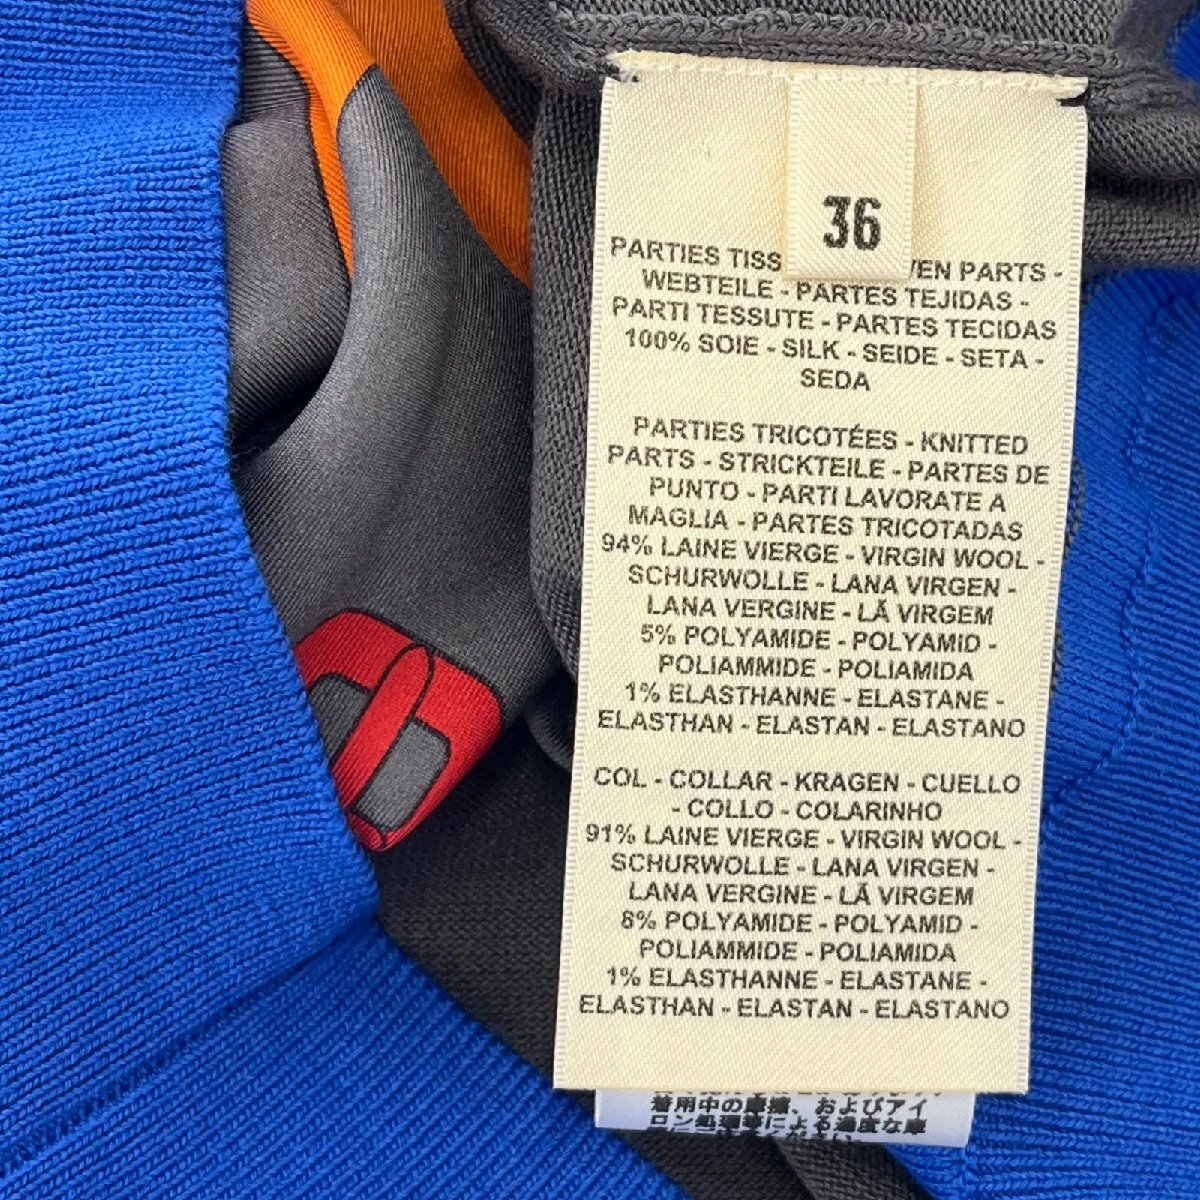 36
PARTIES TISS VEN PARTS -
WEBTEILE - PARTES TEJIDAS -
PARTI TESSUTE - PARTES TECIDAS
100% SOIE - SILK - SEIDE - SETA -
SEDA
PARTIES TRICOTÉES - KNITTED
PARTS - STRICKTEILE - PARTES DE
PUNTO - PARTI LAVORATE A
MAGLIA - PARTES TRICOTADAS
94% LAINE VIERGE - VIRGIN WOOL -
SCHURWOLLE - LANA VIRGEN -
LANA VERGINE - LÃ VIRGEM
5% POLYAMIDE - POLYAMID -
POLIAMMIDE - POLIAMIDA
1% ELASTHANNE - ELASTANE -
ELASTHAN - ELASTAN - ELASTANO
COL - COLLAR - KRAGEN - CUELLO
- COLLO - COLARINHO
91% LAINE VIERGE - VIRGIN WOOL -
SCHURWOLLE - LANA VIRGEN -
LANA VERGINE - LÃ VIRGEM
8% POLYAMIDE - POLYAMID -
POLIAMMIDE - POLIAMIDA
1% ELASTHANNE - ELASTANE -
ELASTHAN - ELASTAN - ELASTANO
着用中の摩擦、およびアイ
ロン処理等による過度な摩
ください。